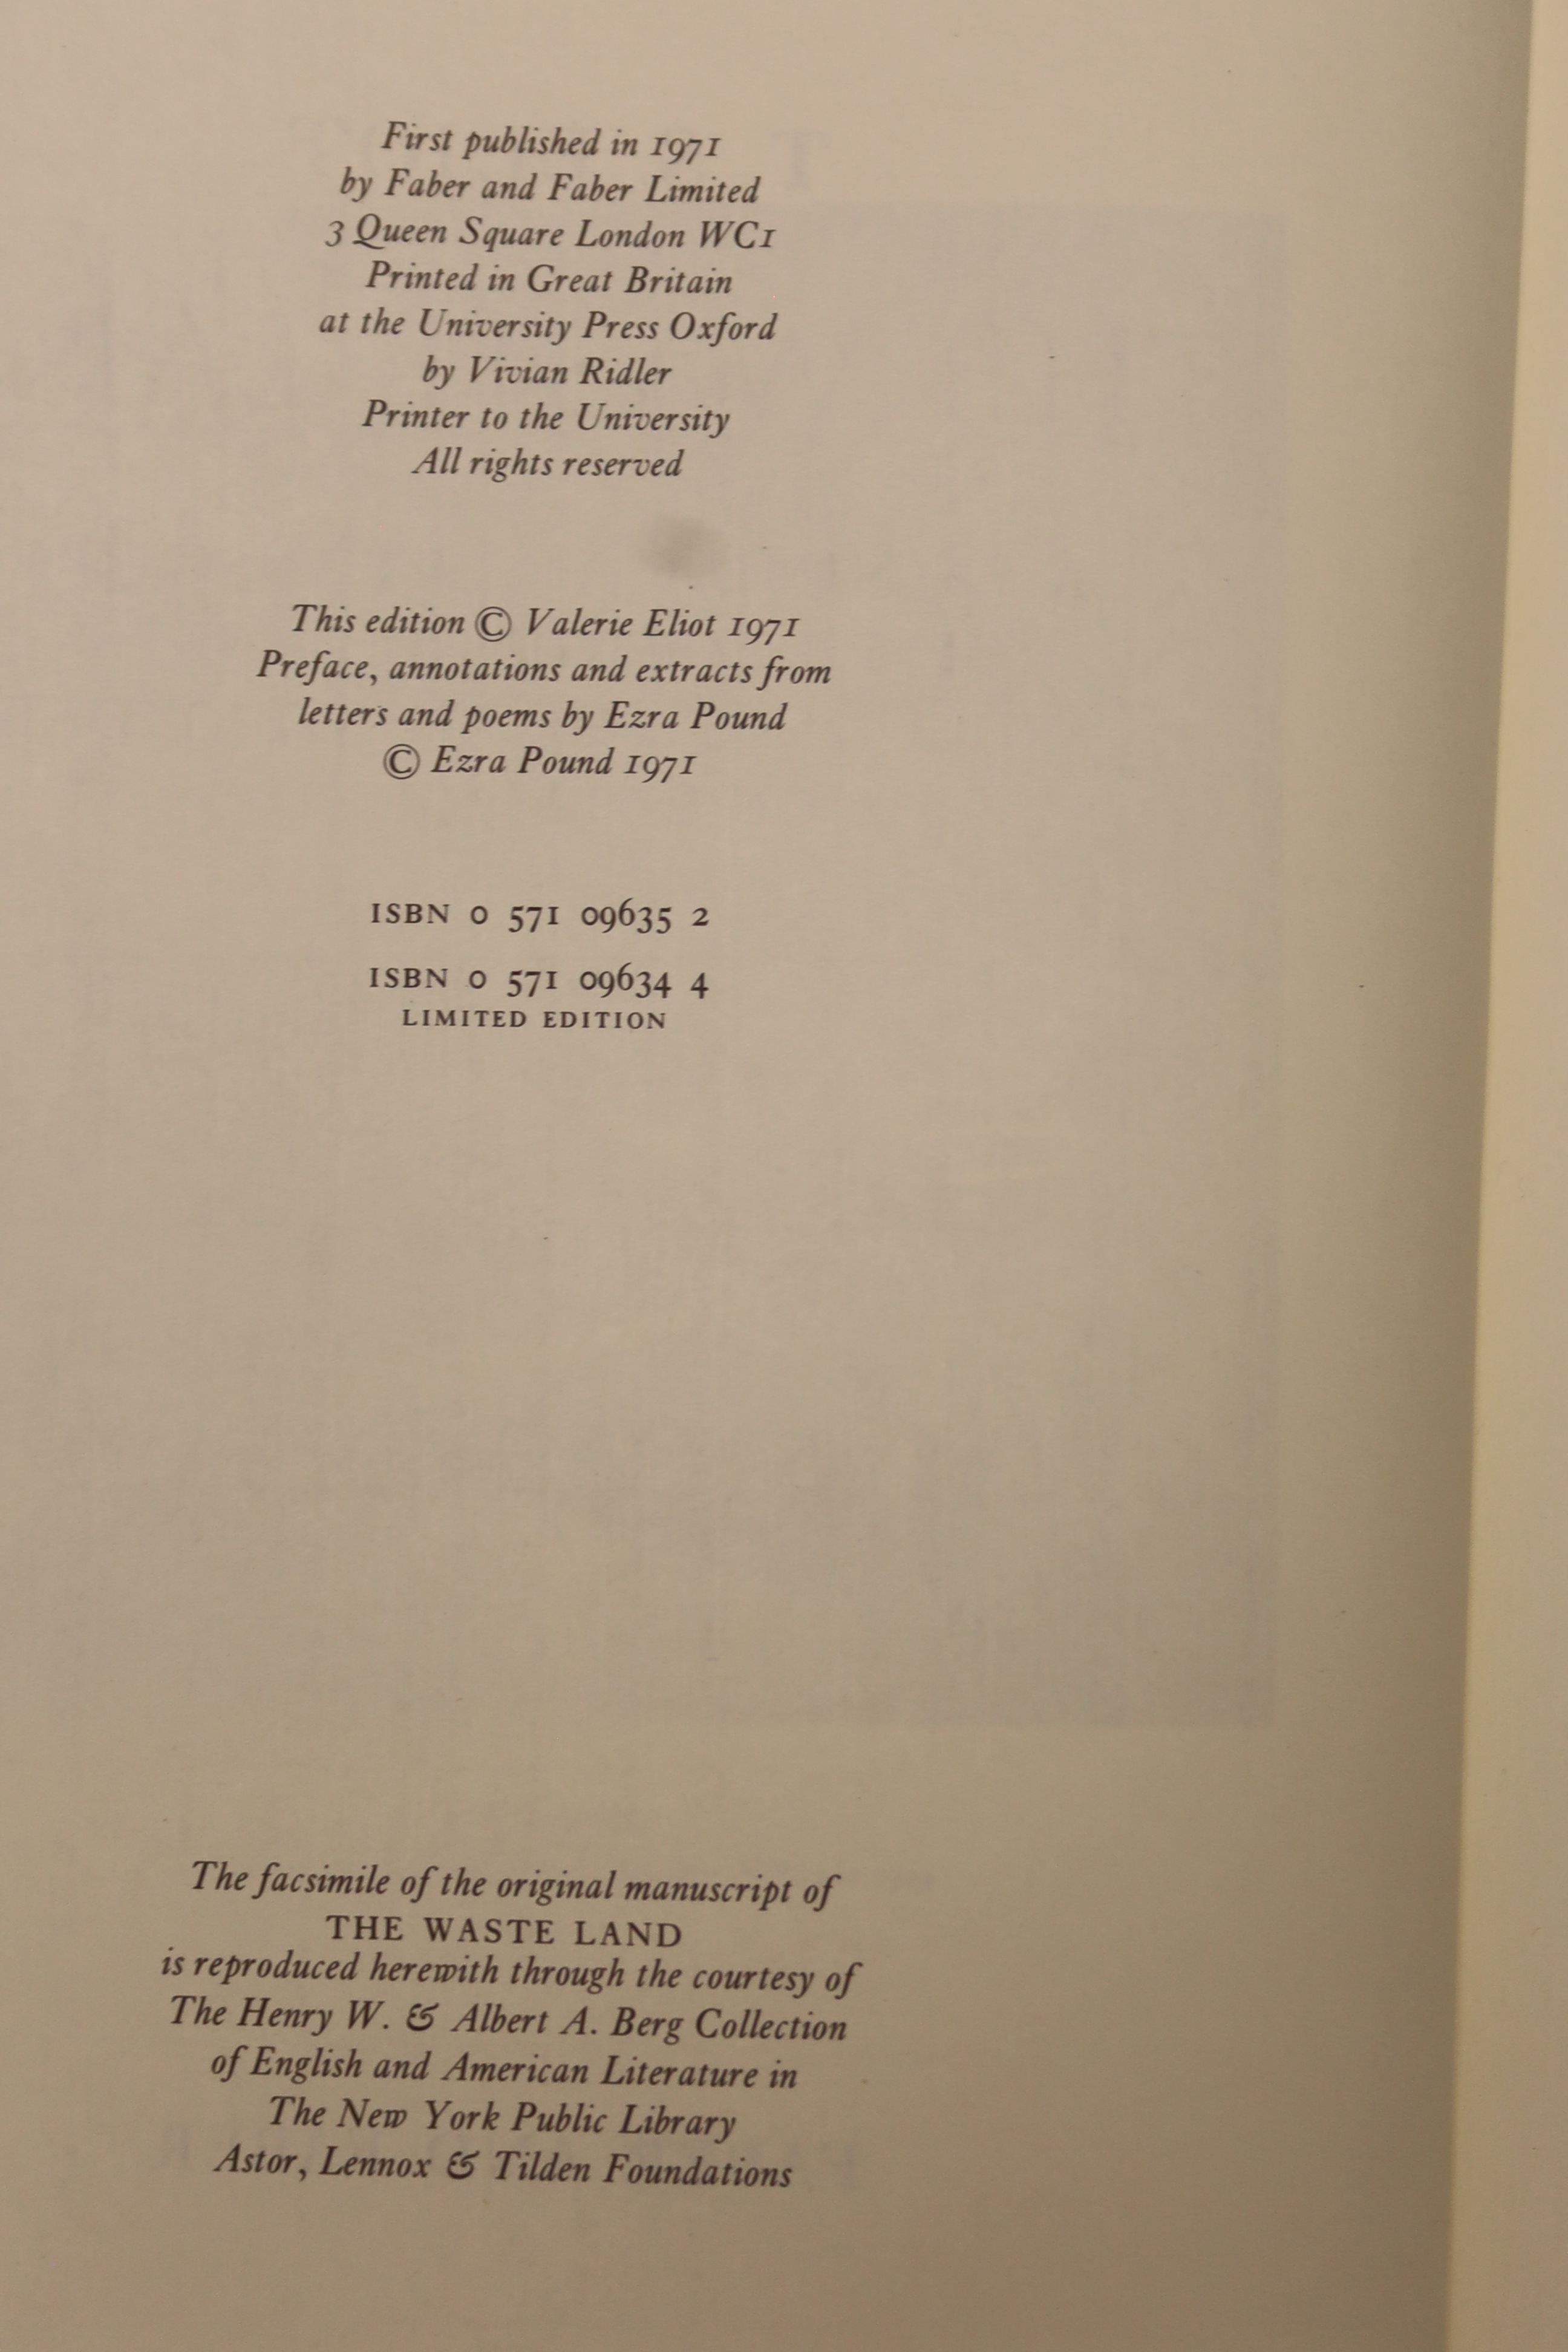 First published in 1971
by Faber and Faber Limited
3 Queen Square London WC1
Printed in Great Britain
at the University Press Oxford
by Vivian Ridler
Printer to the University
All rights reserved
This edition © Valerie Eliot 1971
Preface, annotations and extracts from
letters and poems by Ezra Pound
© Ezra Pound 1971
ISBN 0 571 09635 2
ISBN 0 571 09634 4
LIMITED EDITION
The facsimile of the original manuscript of
THE WASTE LAND
is reproduced herewith through the courtesy of
The Henry W. & Albert A. Berg Collection
of English and American Literature in
The New York Public Library
Astor, Lennox & Tilden Foundations